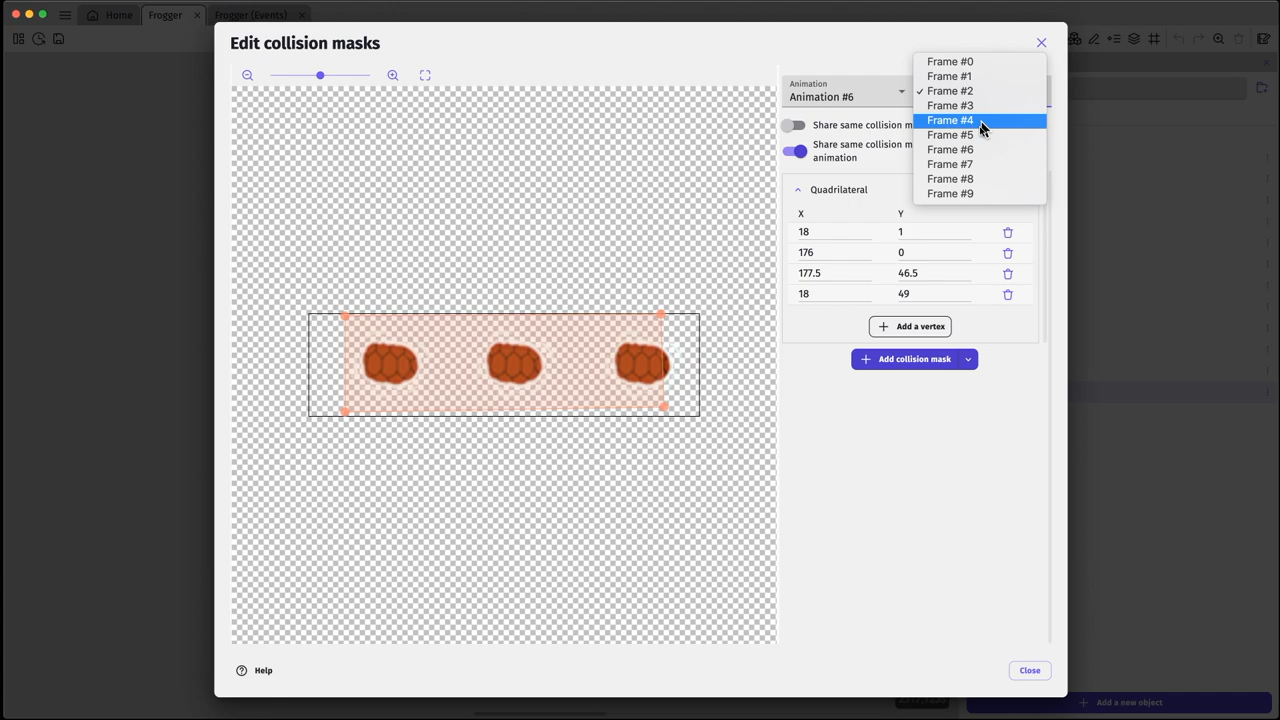 Home
Frogger
Frogger (Events)
Edit collision masks
Animation
Animation #6
Frame #0
Frame #1
Frame #2
Frame #3
Frame #4
Frame #5
Frame #6
Frame #7
Frame #8
Frame #9
Share same collision m
Share same collision m
animation
Quadrilateral
X Y
18 1
176 0
177.5 46.5
18 49
Add a vertex
Add collision mask
Help
Close
Add a new object